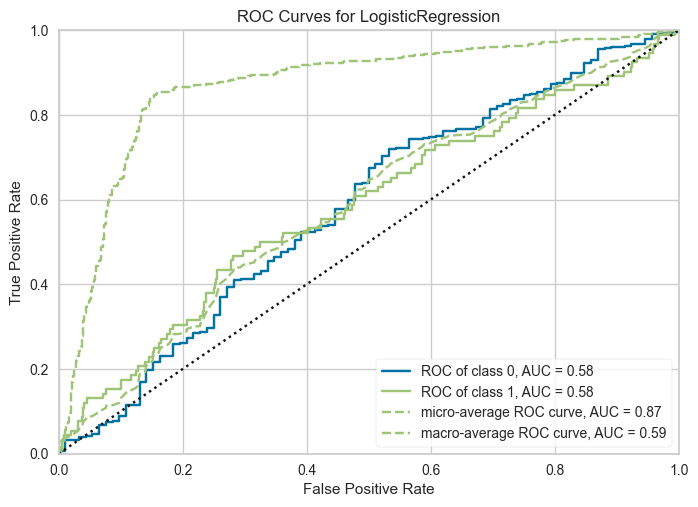 ROC Curves for LogisticRegression
1.0
0.8
0.6
0.4
0.2
0.0
True Positive Rate
ROC of class 0, AUC = 0.58
ROC of class 1, AUC = 0.58
micro-average ROC curve, AUC = 0.87
macro-average ROC curve, AUC = 0.59
0.0 0.2 0.4 0.6 0.8 1.0
False Positive Rate